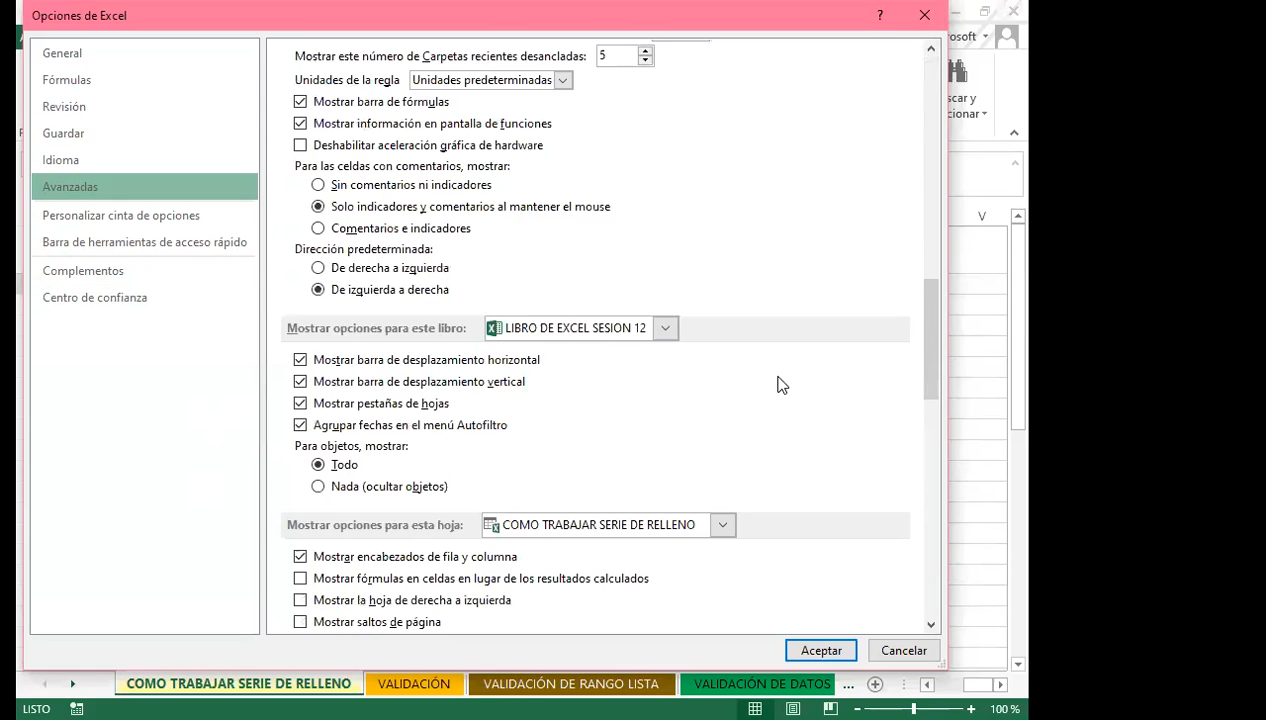 Opciones de Excel
?
osoft
General
Fórmulas
Revisión
Guardar
Idioma
Avanzadas
Personalizar cinta de opciones
Barra de herramientas de acceso rápido
Complementos
Centro de confianza
Mostrar este número de Carpetas recientes desancladas: 5
Unidades de la regla Unidades predeterminadas
Mostrar barra de fórmulas
Mostrar información en pantalla de funciones
Deshabilitar aceleración gráfica de hardware
Para las celdas con comentarios, mostrar:
Sin comentarios ni indicadores
Solo indicadores y comentarios al mantener el mouse
Comentarios e indicadores
Dirección predeterminada:
De derecha a izquierda
De izquierda a derecha
Mostrar opciones para este libro: LIBRO DE EXCEL SESION 12
Mostrar barra de desplazamiento horizontal
Mostrar barra de desplazamiento vertical
Mostrar pestañas de hojas
Agrupar fechas en el menú Autofiltro
Para objetos, mostrar:
Todo
Nada (ocultar objetos)
Mostrar opciones para esta hoja: COMO TRABAJAR SERIE DE RELLENO
Mostrar encabezados de fila y columna
Mostrar fórmulas en celdas en lugar de los resultados calculados
Mostrar la hoja de derecha a izquierda
Mostrar saltos de página
Aceptar Cancelar
scar y
cionar
V
COMO TRABAJAR SERIE DE RELLENO VALIDACIÓN VALIDACIÓN DE RANGO LISTA VALIDACIÓN DE DATOS ...
LISTO 100 %